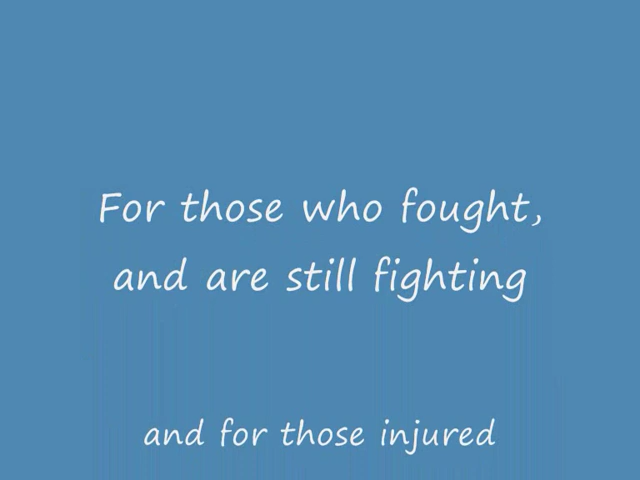 For those who fought,
and are still fighting
and for those injured